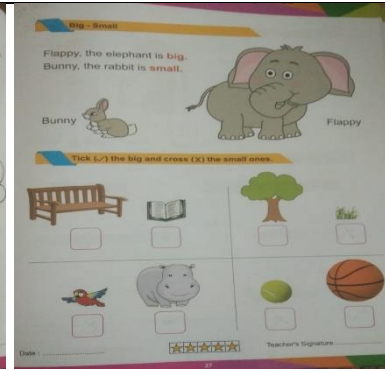 Big - Small
Flappy, the elephant is big.
Bunny, the rabbit is small.
Bunny
Flappy
Tick (✓) the big and cross (X) the small ones.
Date :
Teacher's Signature
37